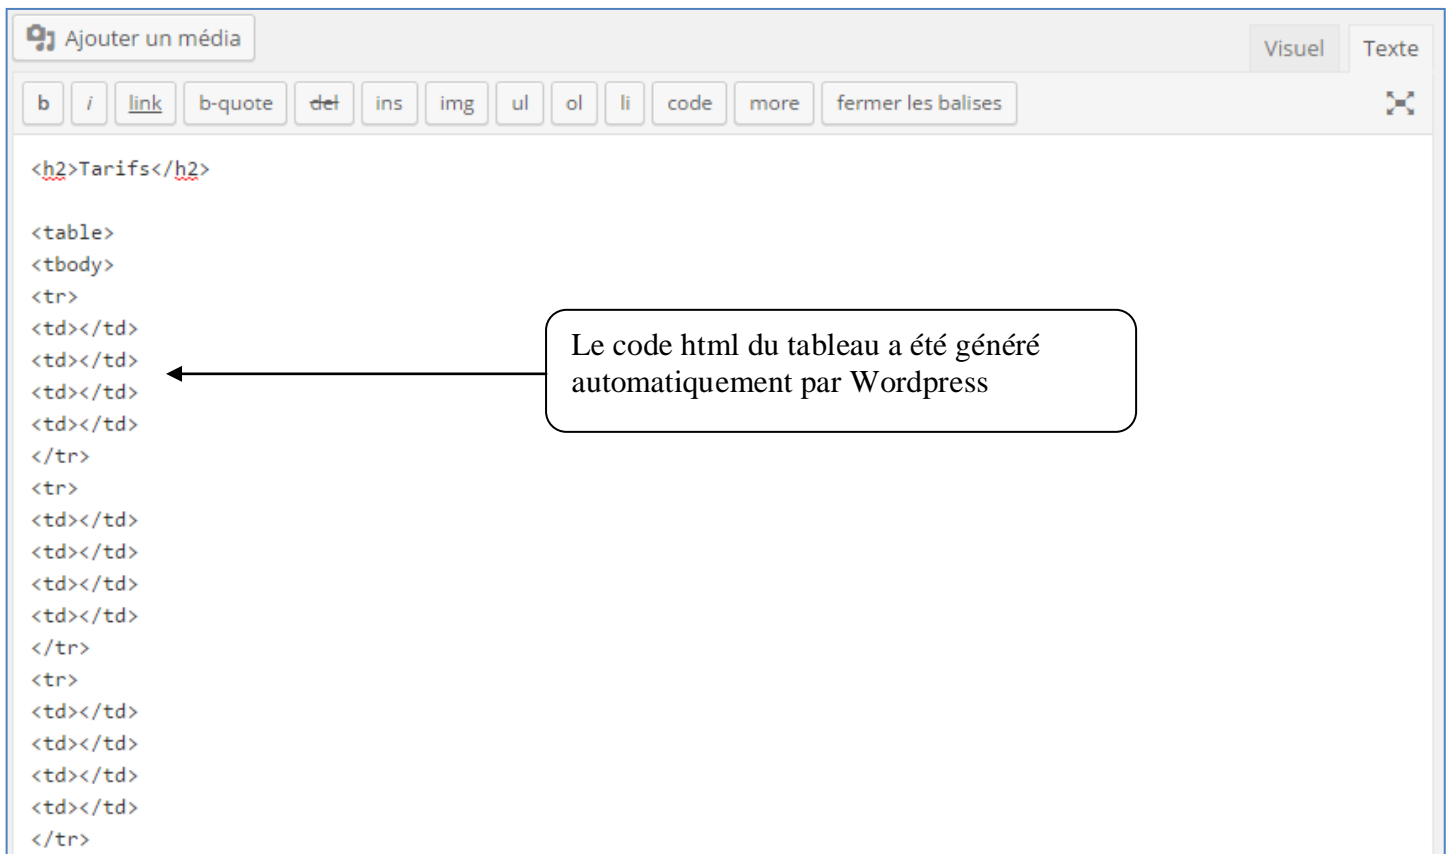 Ajouter un média
Visuel Texte
b i link b-quote del ins img ul ol li code more fermer les balises
<h2>Tarifs</h2>
<table>
<tbody>
<tr>
<td></td>
<td></td>
<td></td>
<td></td>
</tr>
<tr>
<td></td>
<td></td>
<td></td>
<td></td>
</tr>
<tr>
<td></td>
<td></td>
<td></td>
<td></td>
</tr>
Le code html du tableau a été généré
automatiquement par Wordpress